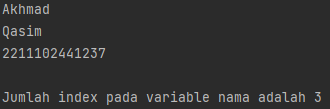 Akhmad
Qasim
2211102441237
Jumlah index pada variable nama adalah 3